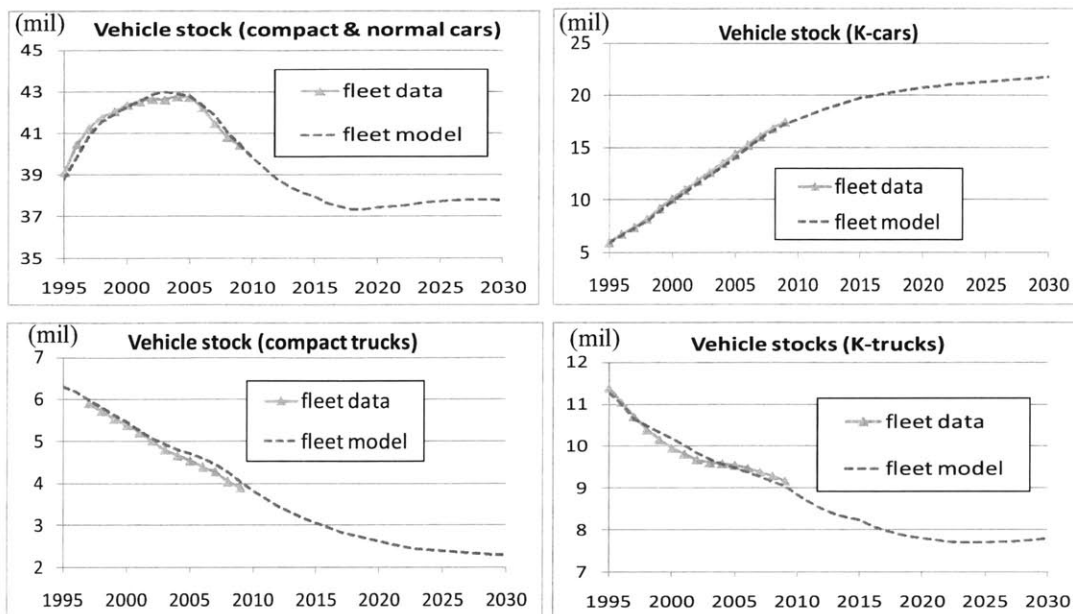 (mil)
Vehicle stock (compact & normal cars)
45
43
41
39
37
35
fleet data
fleet model
1995 2000 2005 2010 2015 2020 2025 2030
(mil)
Vehicle stock (K-cars)
25
20
15
10
5
fleet data
fleet model
1995 2000 2005 2010 2015 2020 2025 2030
(mil)
Vehicle stock (compact trucks)
7
6
5
4
3
2
fleet data
fleet model
1995 2000 2005 2010 2015 2020 2025 2030
(mil)
Vehicle stocks (K-trucks)
12
11
10
9
8
7
fleet data
fleet model
1995 2000 2005 2010 2015 2020 2025 2030